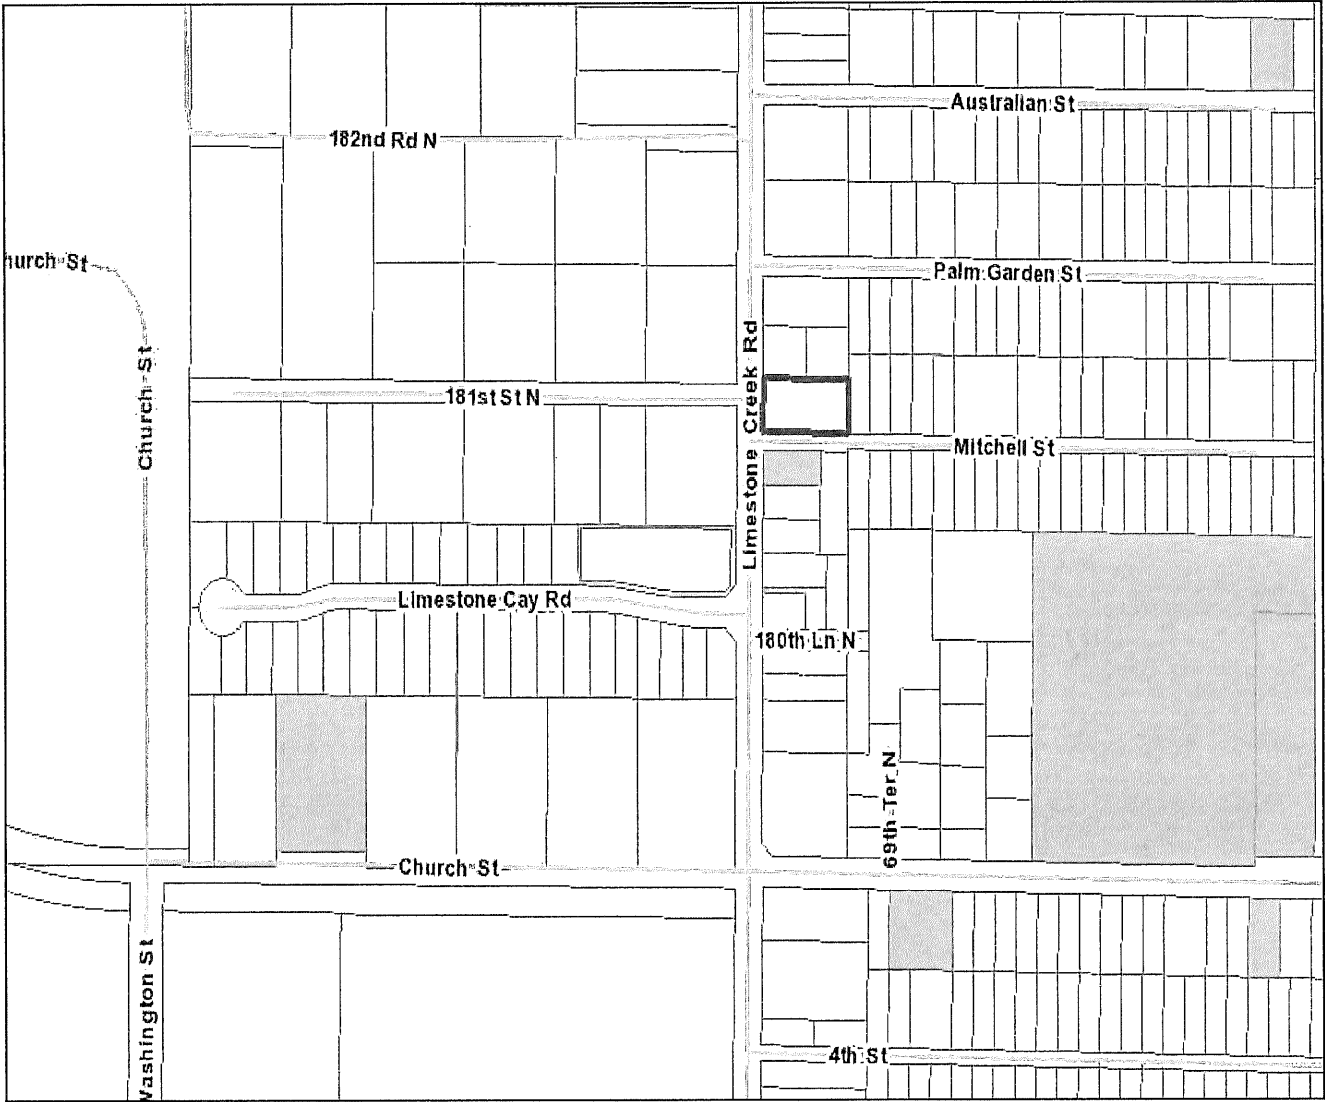 Australian St
182nd Rd N
hurch St
Palm Garden St
Limestone Creek Rd
Church St
181st St N
Mitchell St
Limestone Cay Rd
180th Ln N
69th Ter N
Church St
Washington St
4th St